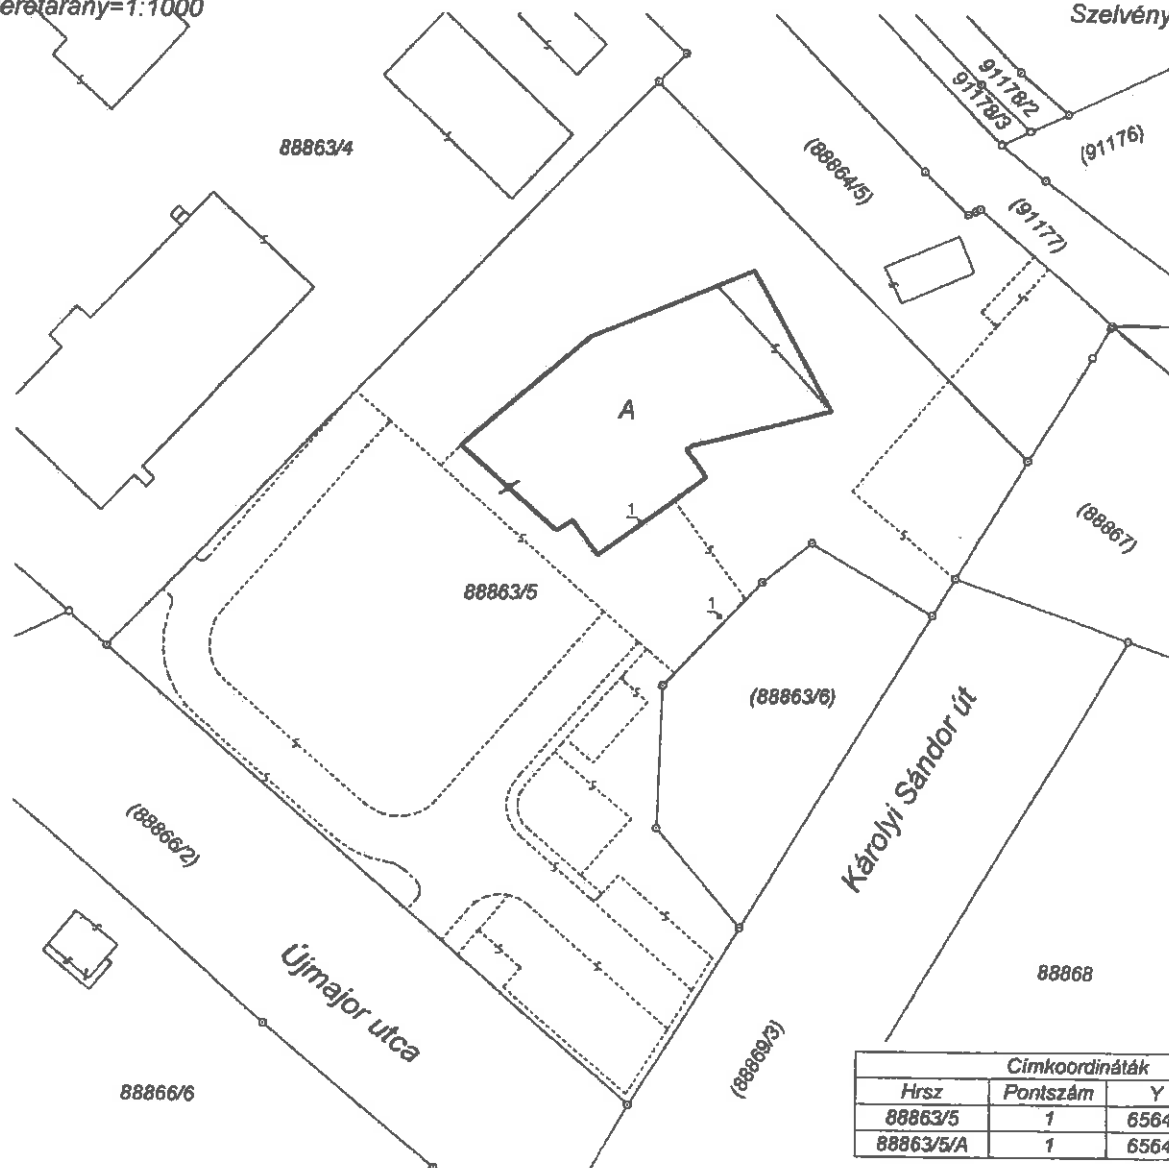 eretarány=1:1000
Szelvény
91178/2
91178/3
(91176)
88863/4
(88864/5)
(91177)
A
1
(88867)
88863/5
1
(88863/6)
Károlyi Sándor út
(88866/2)
Újmajor utca
88868
(88869/3)
88866/6
Címkoordináták
Hrsz Pontszám Y
88863/5 1 6564
88863/5/A 1 6564